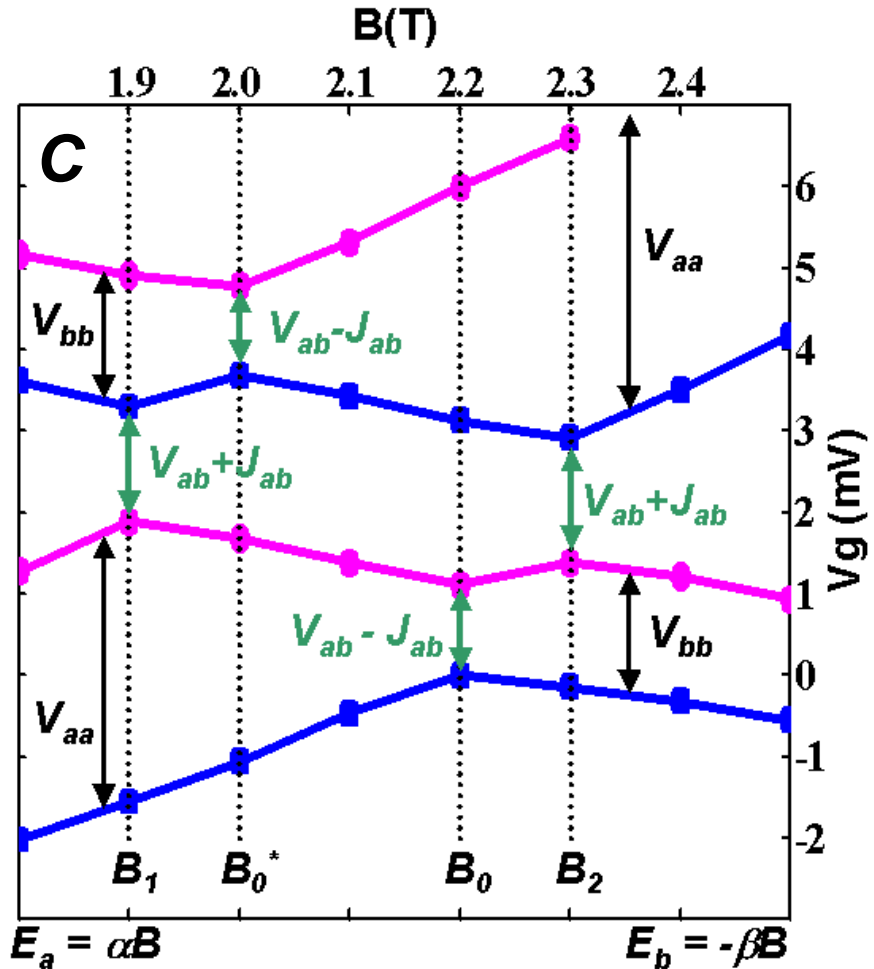 B(T)
1.9 2.0 2.1 2.2 2.3 2.4
C
6
V_aa
5
V_bb
V_ab-J_ab
4
3
V_ab+J_ab
V_ab+J_ab
2
Vg (mV)
1
V_ab - J_ab
V_bb
0
V_aa
-1
-2
B_1 B_0^* B_0 B_2
E_a = αB E_b = -βB